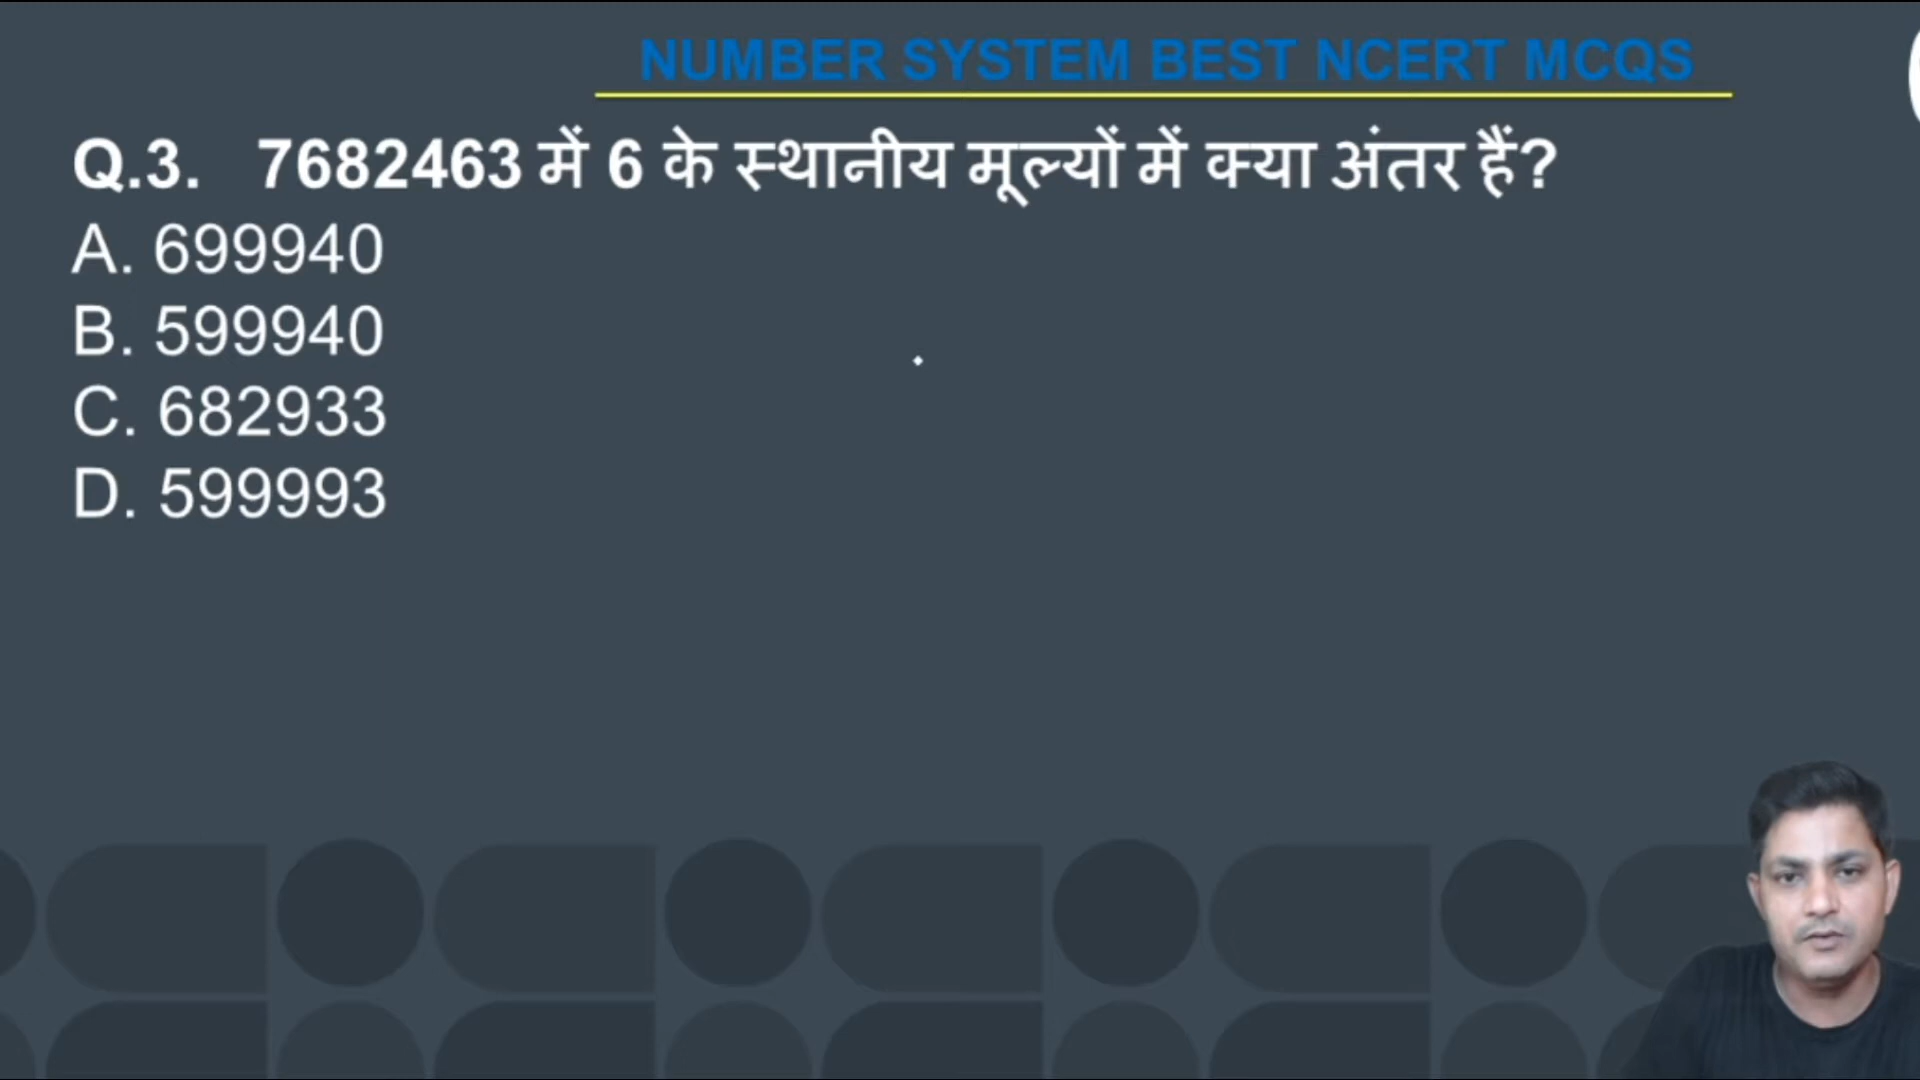 NUMBER SYSTEM BEST NCERT MCQS
Q.3. 7682463 में 6 के स्थानीय मूल्यों में क्या अंतर हैं?
A. 699940
B. 599940
C. 682933
D. 599993